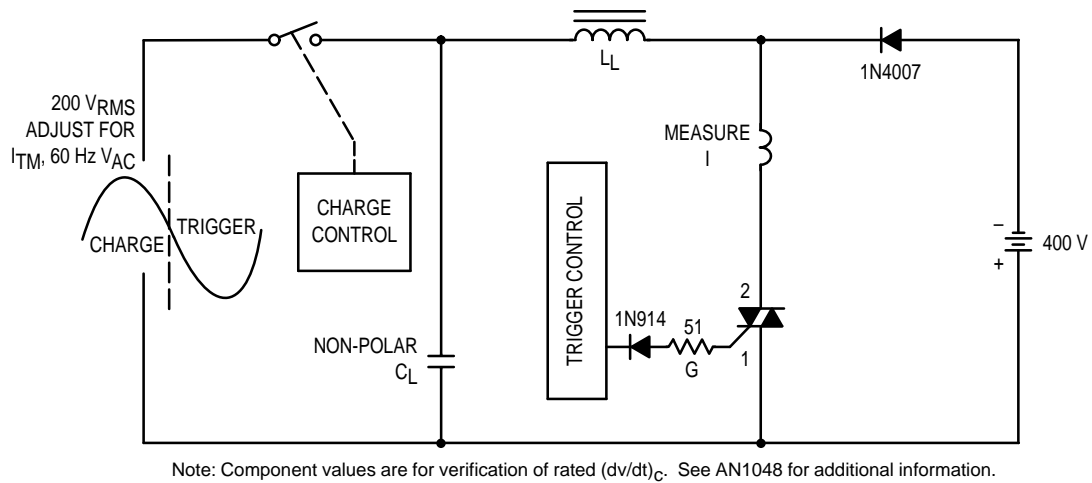 200 VRMS
ADJUST FOR
ITM, 60 Hz VAC
CHARGE
TRIGGER
CHARGE
CONTROL
NON-POLAR
CL
LL
1N4007
MEASURE
I
TRIGGER CONTROL
1N914
51
G
2
1
–
+
400 V
Note: Component values are for verification of rated (dv/dt)c. See AN1048 for additional information.